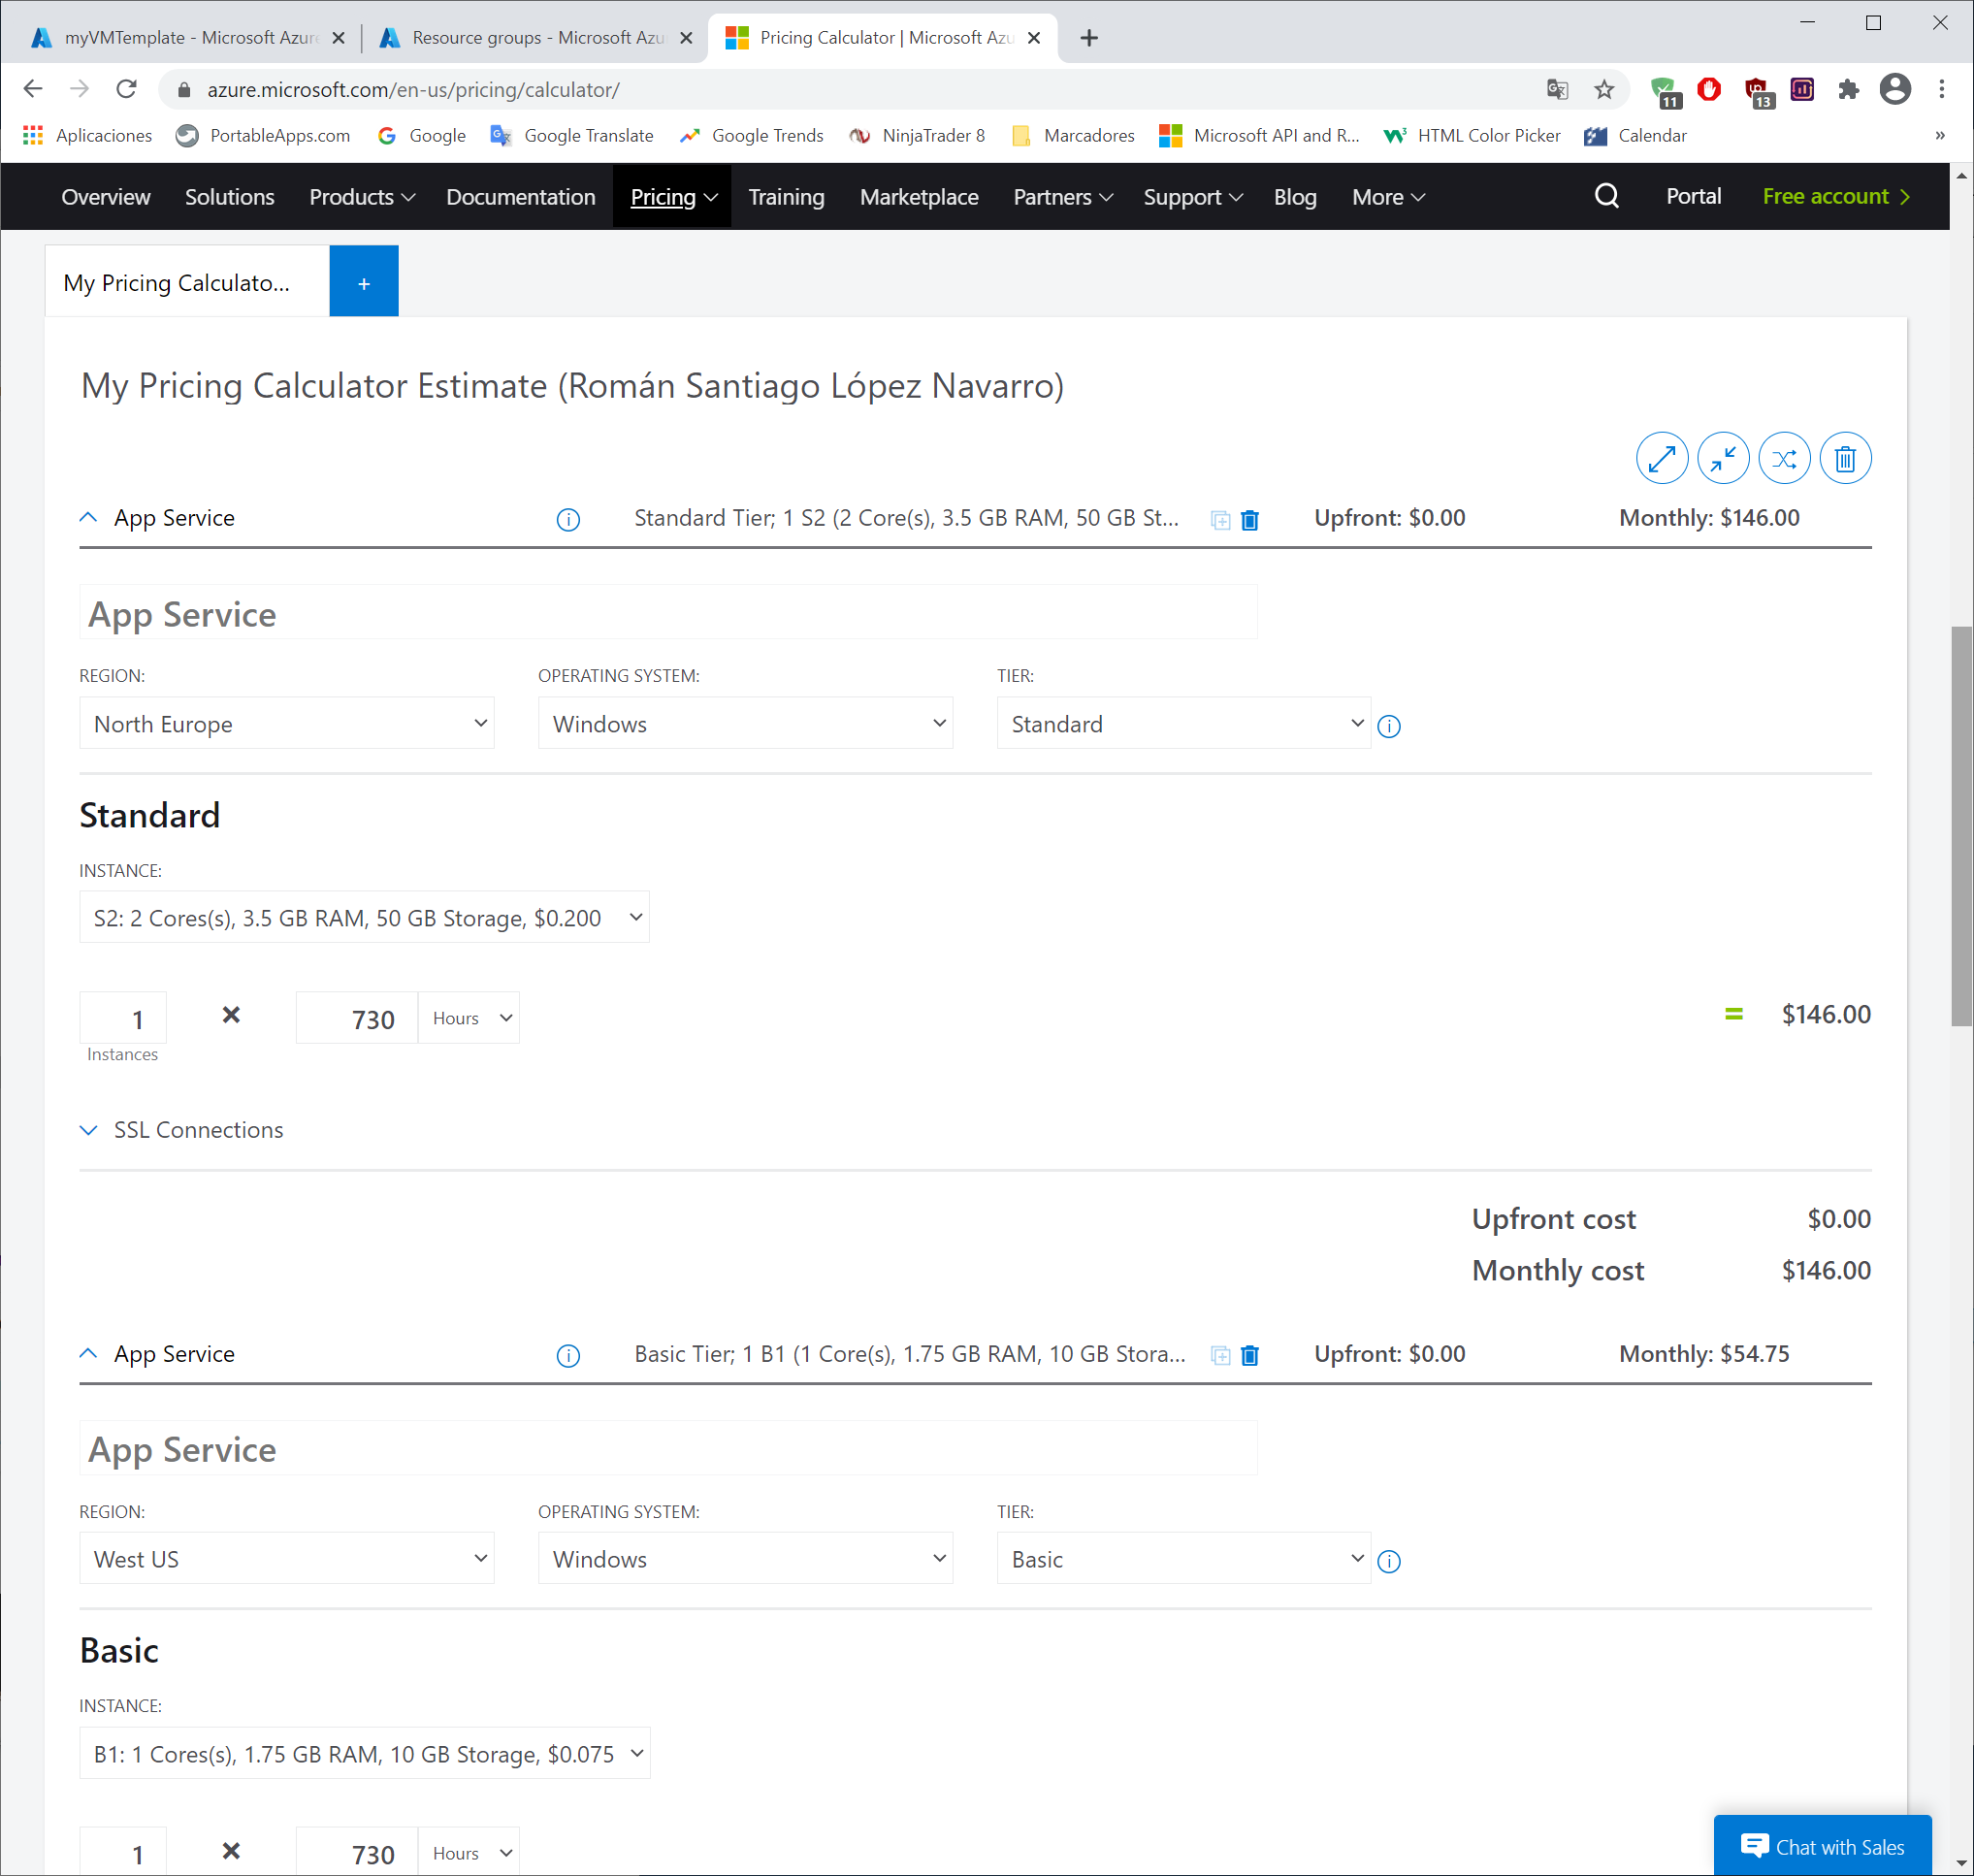 myVMTemplate - Microsoft Azure
Resource groups - Microsoft Azu
Pricing Calculator | Microsoft Azu
azure.microsoft.com/en-us/pricing/calculator/
11
13
Aplicaciones
PortableApps.com
Google
Google Translate
Google Trends
NinjaTrader 8
Marcadores
Microsoft API and R...
HTML Color Picker
Calendar
»
Overview Solutions Products Documentation Pricing Training Marketplace Partners Support Blog More Portal Free account
My Pricing Calculato...
+
My Pricing Calculator Estimate (Román Santiago López Navarro)
App Service Standard Tier; 1 S2 (2 Core(s), 3.5 GB RAM, 50 GB St... Upfront: $0.00 Monthly: $146.00
App Service
REGION: OPERATING SYSTEM: TIER:
North Europe Windows Standard
Standard
INSTANCE:
S2: 2 Cores(s), 3.5 GB RAM, 50 GB Storage, $0.200
1 × 730 Hours = $146.00
Instances
SSL Connections
Upfront cost $0.00
Monthly cost $146.00
App Service Basic Tier; 1 B1 (1 Core(s), 1.75 GB RAM, 10 GB Stora... Upfront: $0.00 Monthly: $54.75
App Service
REGION: OPERATING SYSTEM: TIER:
West US Windows Basic
Basic
INSTANCE:
B1: 1 Cores(s), 1.75 GB RAM, 10 GB Storage, $0.075
1 × 730 Hours
Chat with Sales